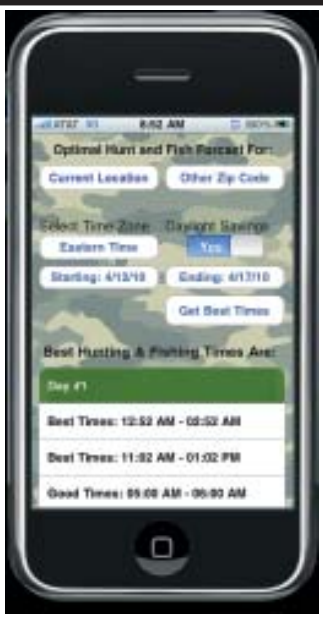 AT&T 3G 8:52 AM 100%
Optimal Hunt and Fish Forcast For:
Current Location Other Zip Code
Select Time Zone Daylight Savings
Eastern Time Yes
Starting: 4/13/10 Ending: 4/17/10
Get Best Times
Best Hunting & Fishing Times Are:
Day #1
Best Times: 12:52 AM - 02:52 AM
Best Times: 11:02 AM - 01:02 PM
Good Times: 05:00 AM - 06:00 AM